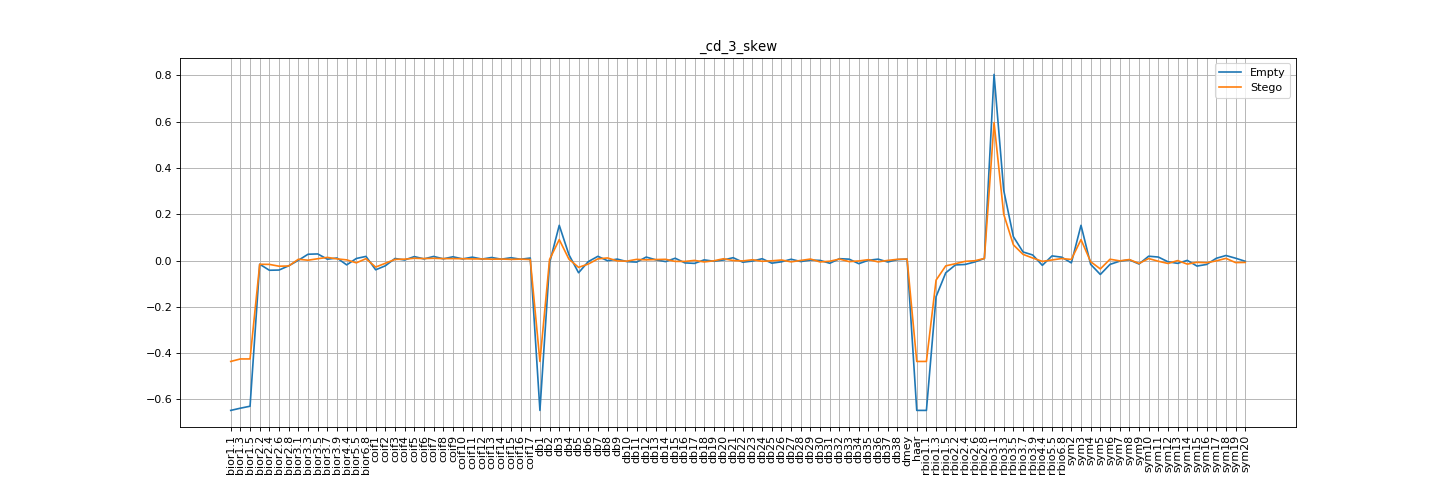 _cd_3_skew
Empty
Stego
0.8
0.6
0.4
0.2
0.0
−0.2
−0.4
−0.6
bior1.1
bior1.3
bior1.5
bior2.2
bior2.4
bior2.6
bior2.8
bior3.1
bior3.3
bior3.5
bior3.7
bior3.9
bior4.4
bior5.5
bior6.8
coif1
coif2
coif3
coif4
coif5
coif6
coif7
coif8
coif9
coif10
coif11
coif12
coif13
coif14
coif15
coif16
coif17
db1
db2
db3
db4
db5
db6
db7
db8
db9
db10
db11
db12
db13
db14
db15
db16
db17
db18
db19
db20
db21
db22
db23
db24
db25
db26
db27
db28
db29
db30
db31
db32
db33
db34
db35
db36
db37
db38
dmey
haar
rbio1.1
rbio1.3
rbio1.5
rbio2.2
rbio2.4
rbio2.6
rbio2.8
rbio3.1
rbio3.3
rbio3.5
rbio3.7
rbio3.9
rbio4.4
rbio5.5
rbio6.8
sym2
sym3
sym4
sym5
sym6
sym7
sym8
sym9
sym10
sym11
sym12
sym13
sym14
sym15
sym16
sym17
sym18
sym19
sym20